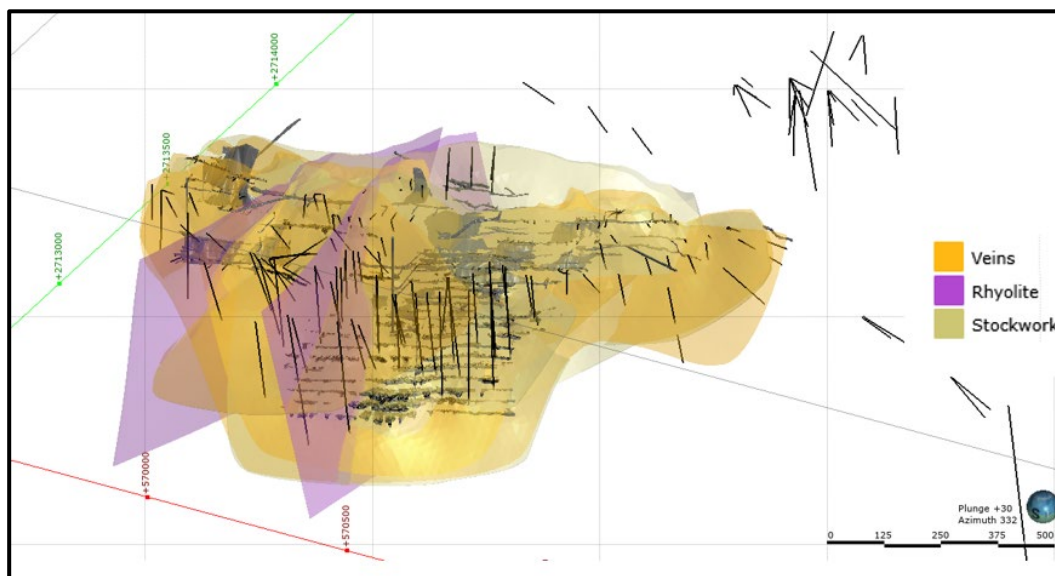 +2714000
+2713500
+2713000
Veins
Rhyolite
Stockwork
+570000
+570500
Plunge +30
Azimuth 332
S
0 125 250 375 500